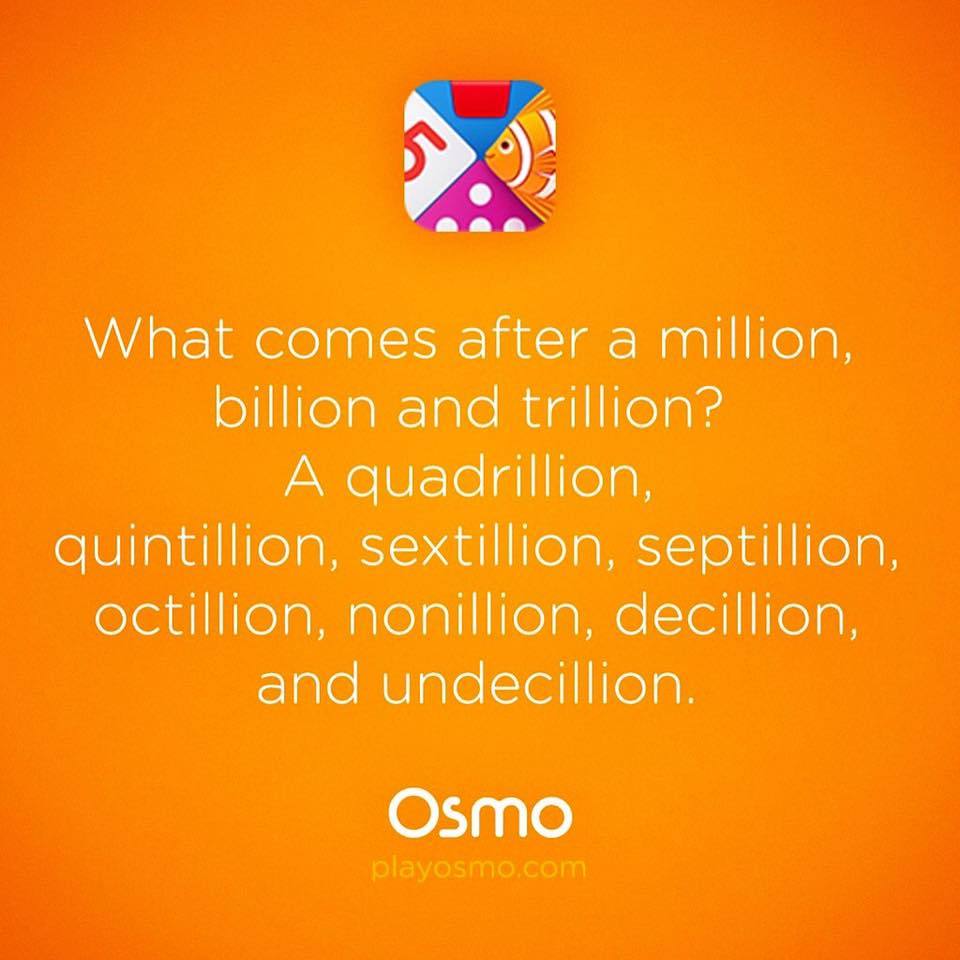 5
What comes after a million,
billion and trillion?
A quadrillion,
quintillion, sextillion, septillion,
octillion, nonillion, decillion,
and undecillion.
Osmo
playosmo.com